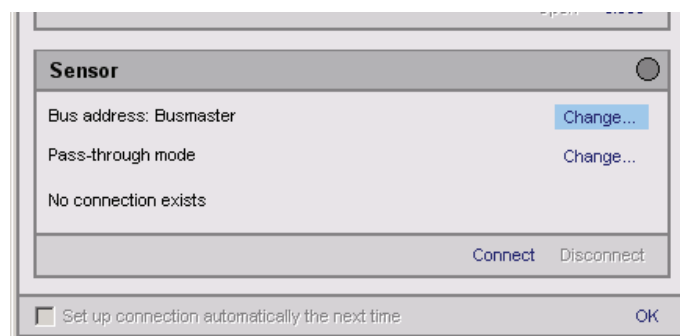 Sensor
Bus address: Busmaster Change...
Pass-through mode Change...
No connection exists
Connect Disconnect
Set up connection automatically the next time OK